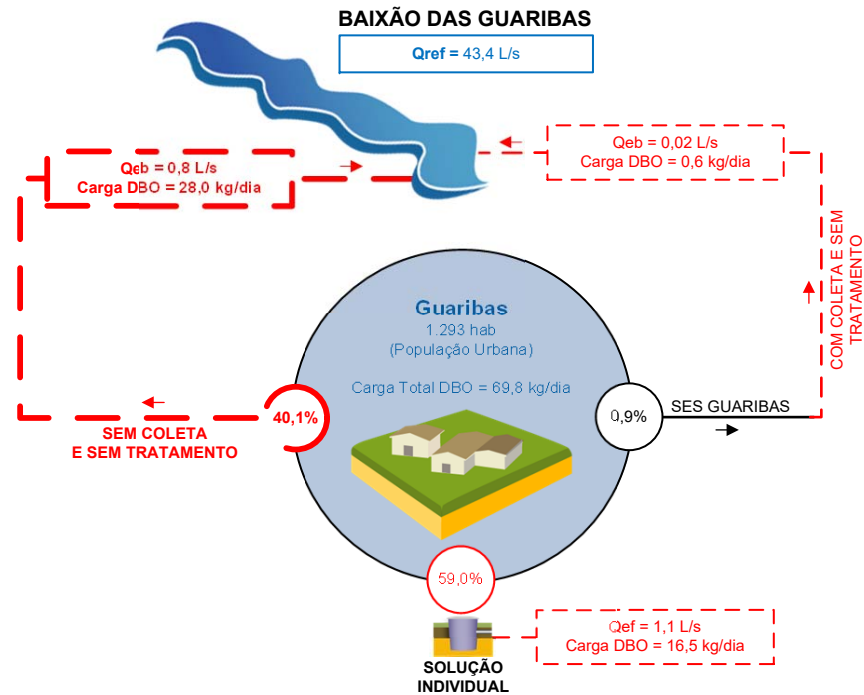 BAIXÃO DAS GUARIBAS
Qref = 43,4 L/s
Qeb = 0,8 L/s
Carga DBO = 28,0 kg/dia
Qeb = 0,02 L/s
Carga DBO = 0,6 kg/dia
COM COLETA E SEM
TRATAMENTO
Guaribas
1.293 hab
(População Urbana)
Carga Total DBO = 69,8 kg/dia
40,1%
SEM COLETA
E SEM TRATAMENTO
0,9%
SES GUARIBAS
59,0%
SOLUÇÃO
INDIVIDUAL
Qef = 1,1 L/s
Carga DBO = 16,5 kg/dia